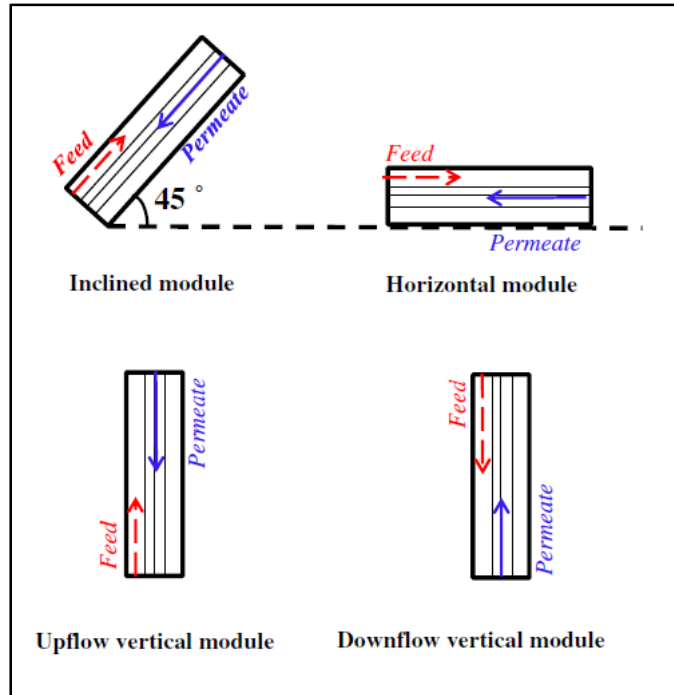 Feed
Permeate
45 °
Inclined module
Feed
Permeate
Horizontal module
Feed
Permeate
Upflow vertical module
Feed
Permeate
Downflow vertical module